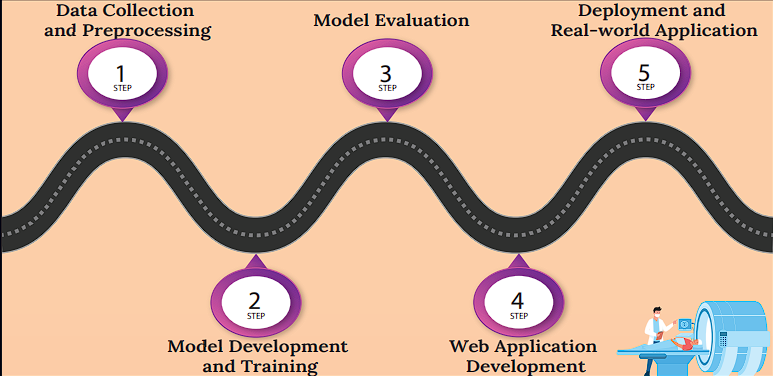 Data Collection
and Preprocessing
1
STEP
2
STEP
Model Development
and Training
Model Evaluation
3
STEP
4
STEP
Web Application
Development
Deployment and
Real-world Application
5
STEP